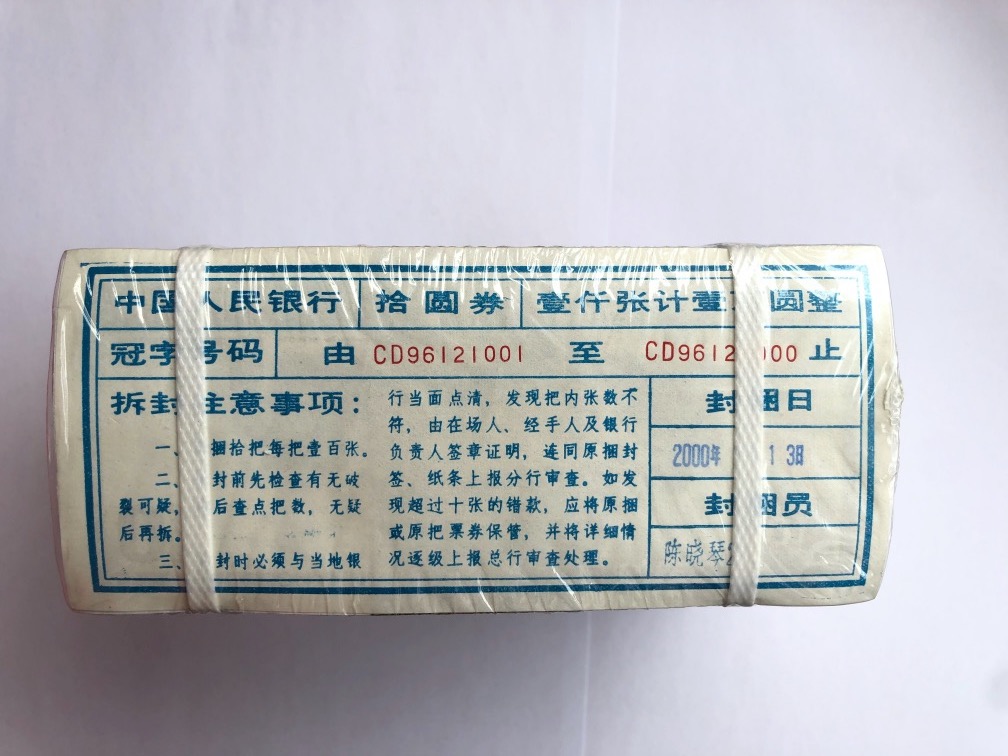 中国人民银行 拾圆券 壹仟张计壹 圆整
冠字号码 由 CD96121001 至 CD9612 000 止
拆封注意事项：
一、 捆拾把每把壹百张。
二、 封前先检查有无破
裂可疑， 后查点把数，无疑
后再拆。
三、 封时必须与当地银
行当面点清，发现把内张数不
符，由在场人、经手人及银行
负责人签章证明，连同原捆封
签、纸条上报分行审查。如发
现超过十张的错款，应将原捆
或原把票券保管，并将详细情
况逐级上报总行审查处理。
封捆日
2000年 13日
封捆员
陈晓琴